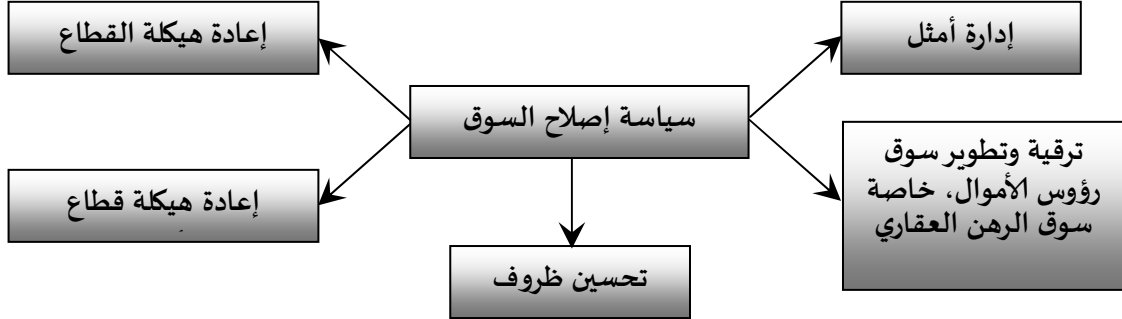 إدارة أمثل
إعادة هيكلة القطاع
سياسة إصلاح السوق
ترقية وتطوير سوق
رؤوس الأموال، خاصة
سوق الرهن العقاري
إعادة هيكلة قطاع
تحسين ظروف